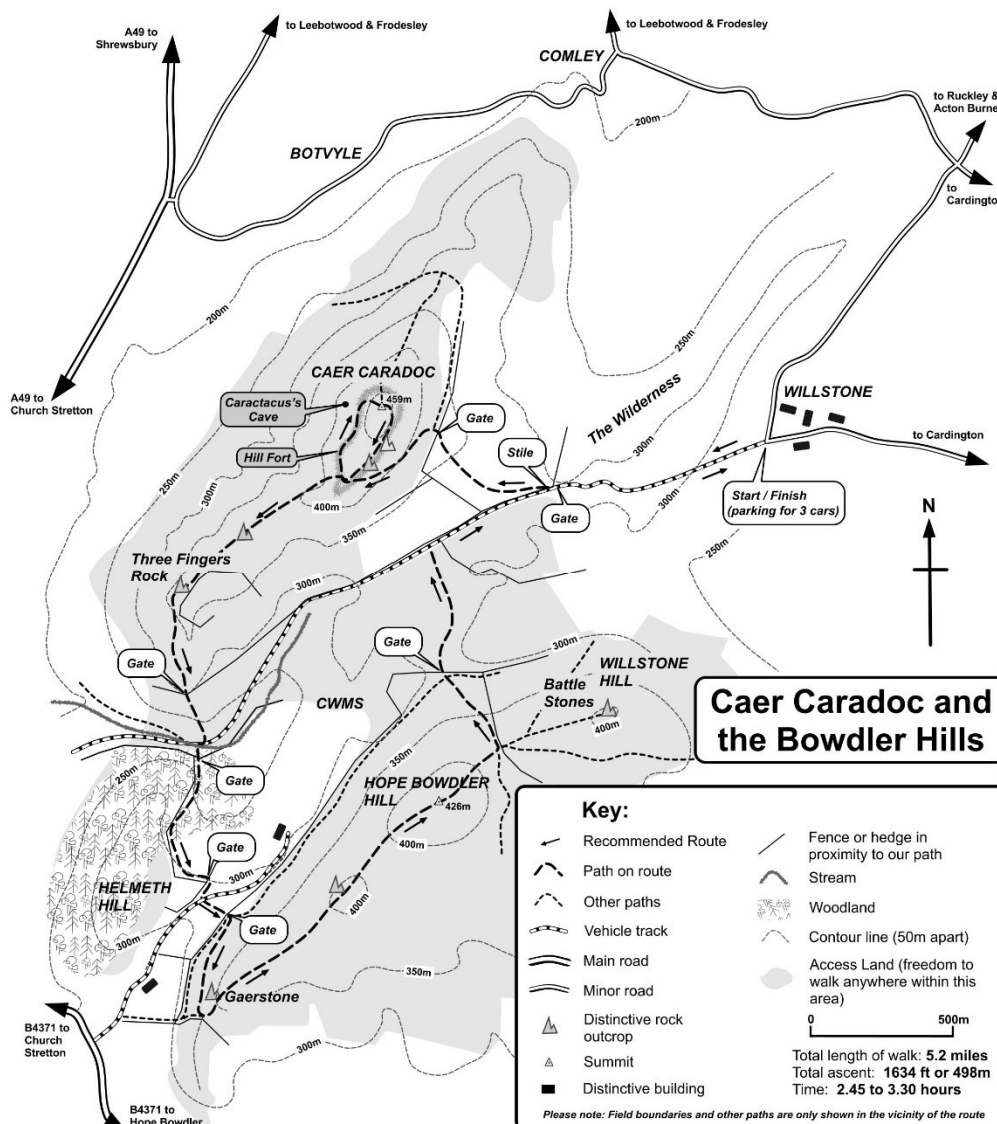 A49 to
Shrewsbury
to Leebotwood & Frodesley
to Leebotwood & Frodesley
COMLEY
to Ruckley &
Acton Burne
200m
BOTVYLE
to
Cardington
200m
250m
A49 to
Church Stretton
CAER CARADOC
459m
Caractacus's
Cave
Hill Fort
Gate
The Wilderness
WILLSTONE
250m
300m
Stile
to Cardington
300m
400m
Gate
300m
Start / Finish
(parking for 3 cars)
350m
250m
N
Three Fingers
Rock
300m
Gate
Gate
300m
WILLSTONE
HILL
Battle
Stones
400m
CWMS
Caer Caradoc and
the Bowdler Hills
250m
Gate
350m
HOPE BOWDLER
HILL
426m
400m
Gate
300m
HELMETH
HILL
400m
Gate
300m
350m
Gaerstone
300m
B4371 to
Church
Stretton
B4371 to
Hope Bowdler
Key:
Recommended Route
Path on route
Other paths
Vehicle track
Main road
Minor road
Distinctive rock
outcrop
Summit
Distinctive building
Fence or hedge in
proximity to our path
Stream
Woodland
Contour line (50m apart)
Access Land (freedom to
walk anywhere within this
area)
0 500m
Total length of walk: 5.2 miles
Total ascent: 1634 ft or 498m
Time: 2.45 to 3.30 hours
Please note: Field boundaries and other paths are only shown in the vicinity of the route